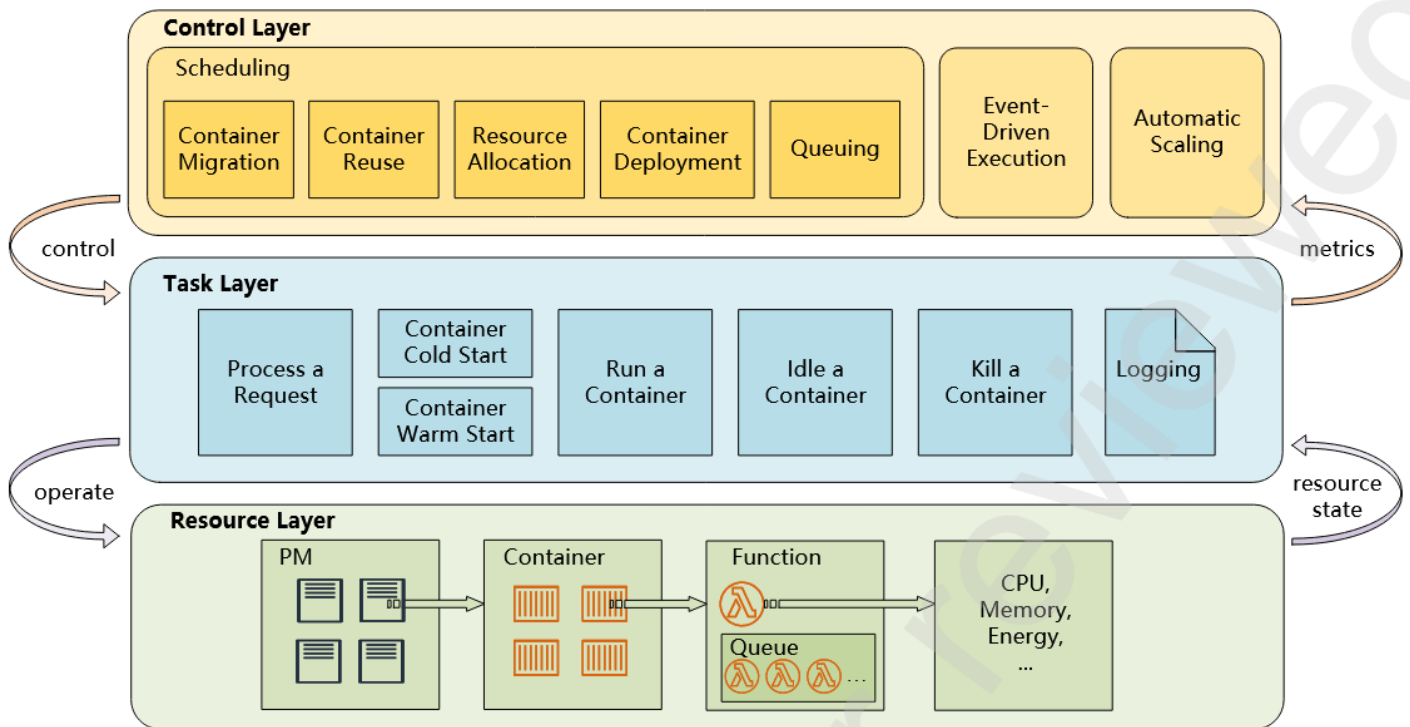 Control Layer
Scheduling
Container
Migration
Container
Reuse
Resource
Allocation
Container
Deployment
Queuing
Event-
Driven
Execution
Automatic
Scaling
control
metrics
Task Layer
Process a
Request
Container
Cold Start
Container
Warm Start
Run a
Container
Idle a
Container
Kill a
Container
Logging
operate
resource
state
Resource Layer
PM
Container
Function
λ
Queue
λ λ λ ...
CPU,
Memory,
Energy,
...
r reviewed